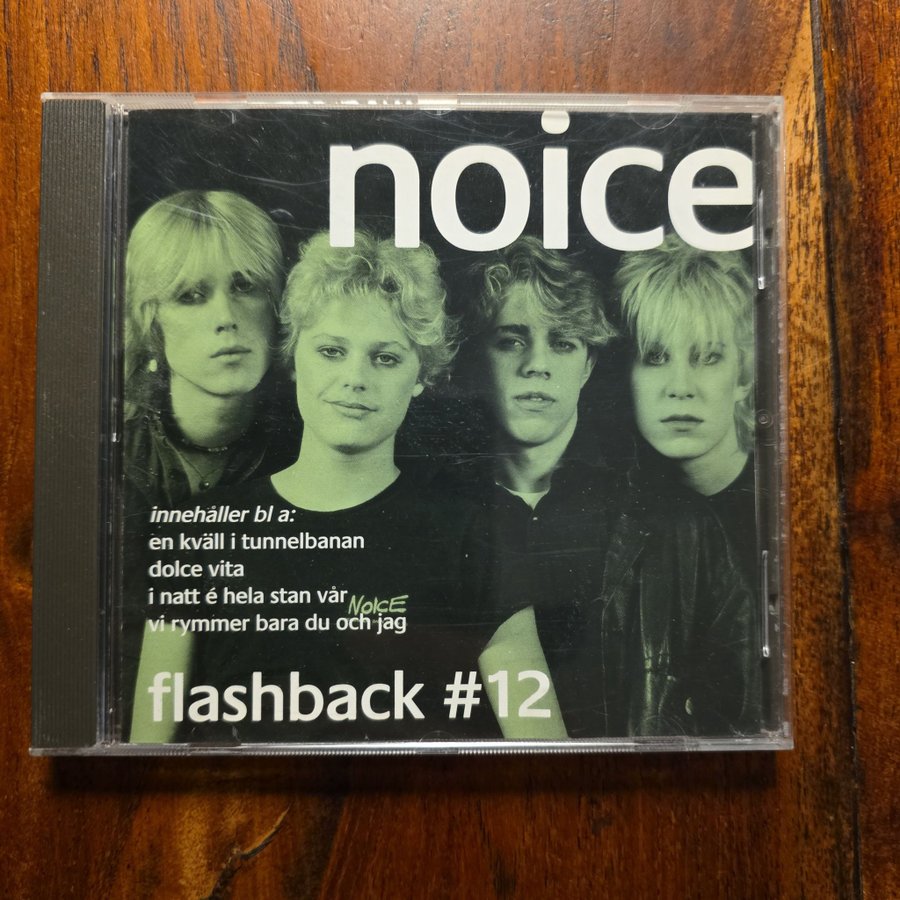 noice
innehåller bl a:
en kväll i tunnelbanan
dolce vita
i natt é hela stan vår
NOICE
vi rymmer bara du och jag
flashback #12